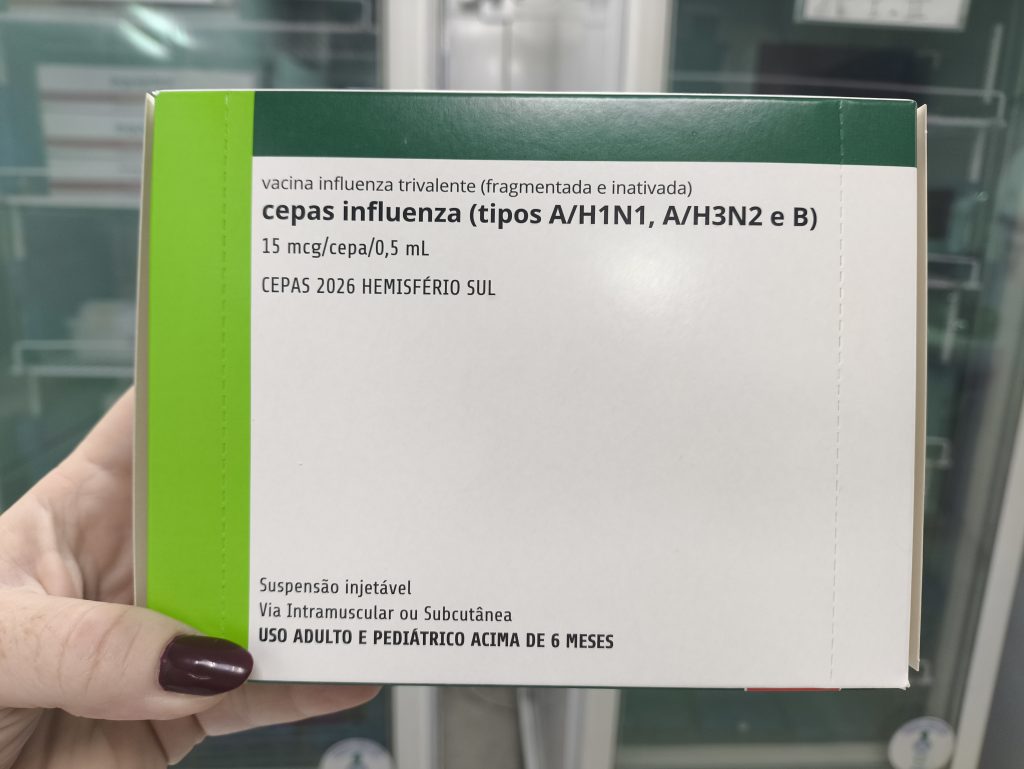 vacina influenza trivalente (fragmentada e inativada)
cepas influenza (tipos A/H1N1, A/H3N2 e B)
15 mcg/cepa/0,5 mL
CEPAS 2026 HEMISFÉRIO SUL
Suspensão injetável
Via Intramuscular ou Subcutânea
USO ADULTO E PEDIÁTRICO ACIMA DE 6 MESES